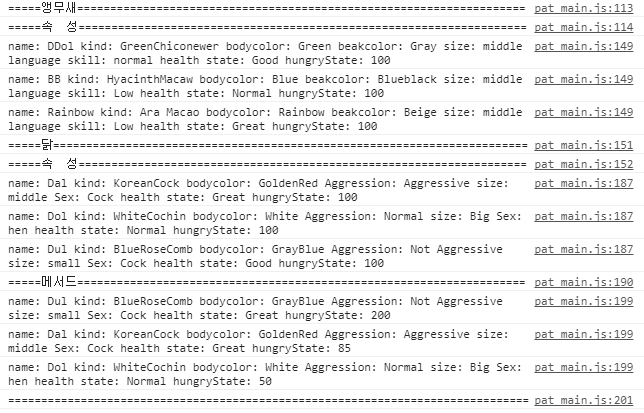 =====앵무새================================================================== pat main.js:113
=====속  성================================================================== pat main.js:114
name: DDol kind: GreenChiconewer bodycolor: Green beakcolor: Gray size: middle pat main.js:149
language skill: normal health state: Good hungryState: 100
name: BB kind: HyacinthMacaw bodycolor: Blue beakcolor: Blueblack size: middle pat main.js:149
language skill: Low health state: Normal hungryState: 100
name: Rainbow kind: Ara Macao bodycolor: Rainbow beakcolor: Beige size: middle pat main.js:149
language skill: Low health state: Great hungryState: 100
=====닭====================================================================== pat main.js:151
=====속  성================================================================== pat main.js:152
name: Dal kind: KoreanCock bodycolor: GoldenRed Aggression: Aggressive size: pat main.js:187
middle Sex: Cock health state: Great hungryState: 100
name: Dol kind: WhiteCochin bodycolor: White Aggression: Normal size: Big Sex: pat main.js:187
hen health state: Normal hungryState: 100
name: Dul kind: BlueRoseComb bodycolor: GrayBlue Aggression: Not Aggressive pat main.js:187
size: small Sex: Cock health state: Good hungryState: 100
=====메서드================================================================== pat main.js:190
name: Dul kind: BlueRoseComb bodycolor: GrayBlue Aggression: Not Aggressive pat main.js:199
size: small Sex: Cock health state: Great hungryState: 200
name: Dal kind: KoreanCock bodycolor: GoldenRed Aggression: Aggressive size: pat main.js:199
middle Sex: Cock health state: Great hungryState: 85
name: Dol kind: WhiteCochin bodycolor: White Aggression: Normal size: Big Sex: pat main.js:199
hen health state: Normal hungryState: 50
============================================================================= pat main.js:201